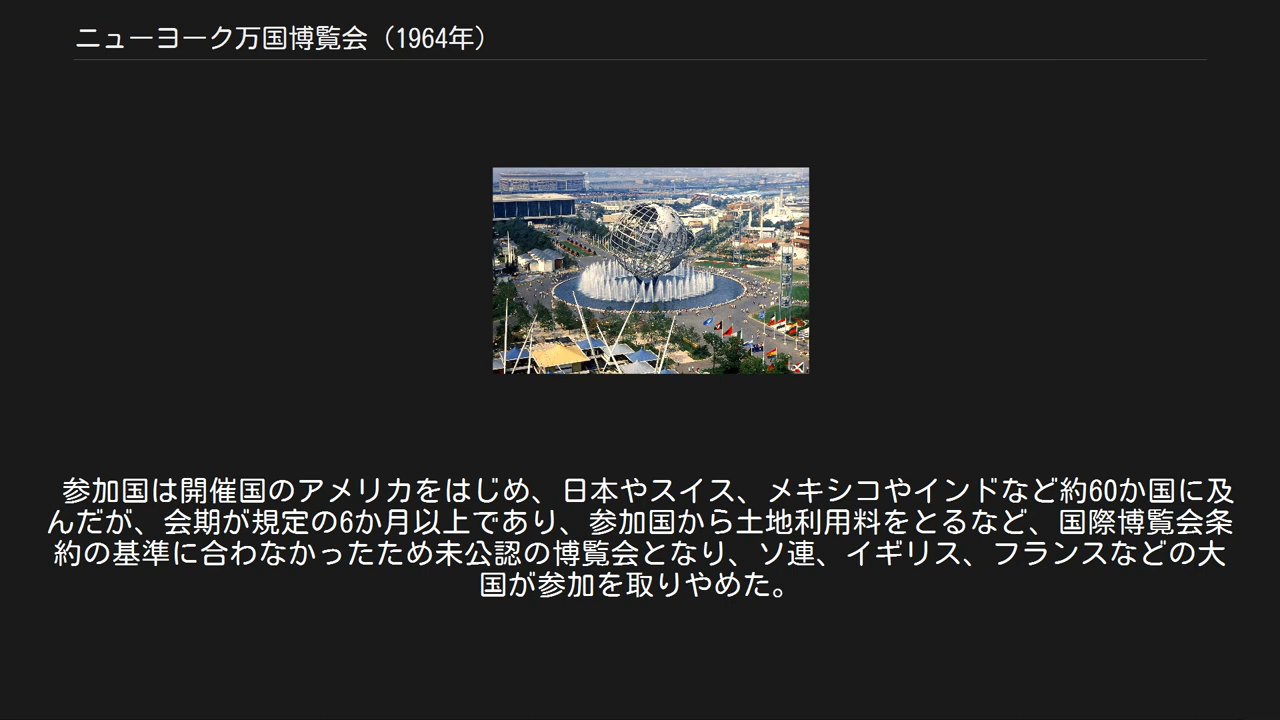 ニューヨーク万国博覧会（1964年）
参加国は開催国のアメリカをはじめ、日本やスイス、メキシコやインドなど約60か国に及
んだが、会期が規定の6か月以上であり、参加国から土地利用料をとるなど、国際博覧会条
約の基準に合わなかったため未公認の博覧会となり、ソ連、イギリス、フランスなどの大
国が参加を取りやめた。